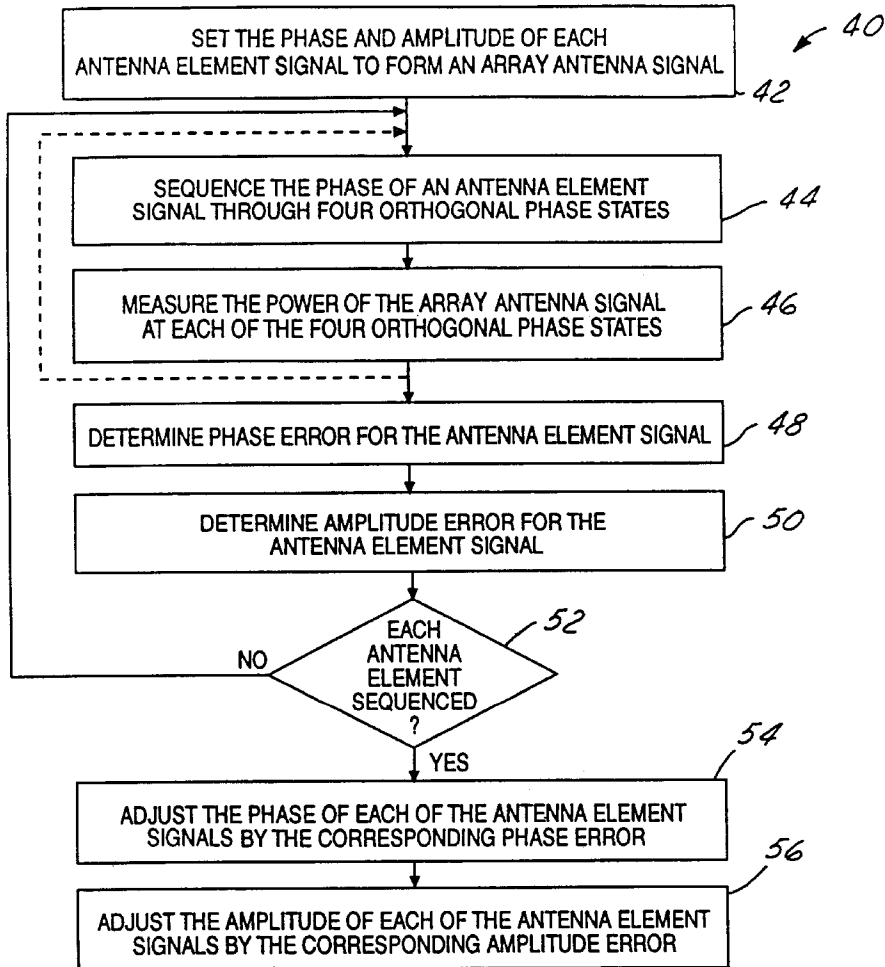 40
SET THE PHASE AND AMPLITUDE OF EACH
ANTENNA ELEMENT SIGNAL TO FORM AN ARRAY ANTENNA SIGNAL
42
SEQUENCE THE PHASE OF AN ANTENNA ELEMENT
SIGNAL THROUGH FOUR ORTHOGONAL PHASE STATES
44
MEASURE THE POWER OF THE ARRAY ANTENNA SIGNAL
AT EACH OF THE FOUR ORTHOGONAL PHASE STATES
46
DETERMINE PHASE ERROR FOR THE ANTENNA ELEMENT SIGNAL
48
DETERMINE AMPLITUDE ERROR FOR THE
ANTENNA ELEMENT SIGNAL
50
52
EACH
ANTENNA
ELEMENT
SEQUENCED
?
NO
YES
54
ADJUST THE PHASE OF EACH OF THE ANTENNA ELEMENT
SIGNALS BY THE CORRESPONDING PHASE ERROR
56
ADJUST THE AMPLITUDE OF EACH OF THE ANTENNA ELEMENT
SIGNALS BY THE CORRESPONDING AMPLITUDE ERROR